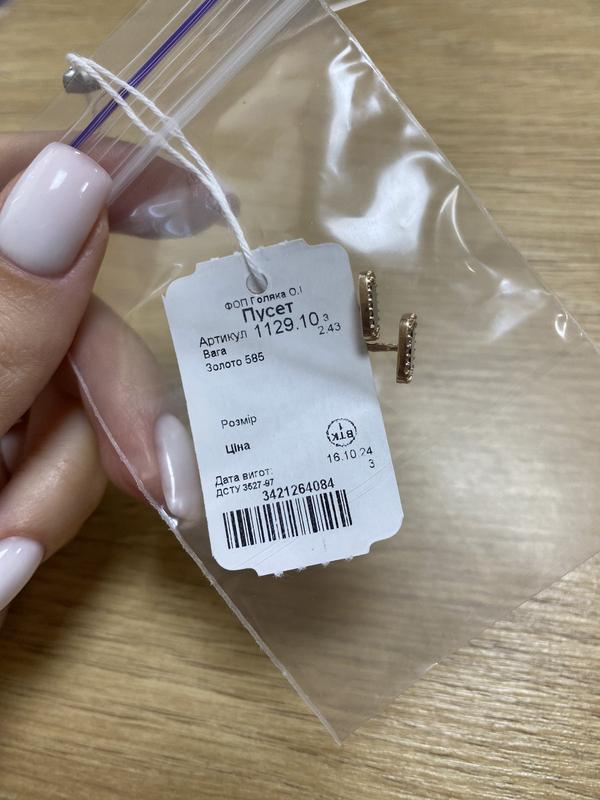 ФОП Голяка О.І
Пусет
Артикул 1129.10 3
Вага 2.43
Золото 585
Розмір
Ціна
ВТК
1
16.10.24
Дата вигот: 3
ДСТУ 3527-97
3421264084